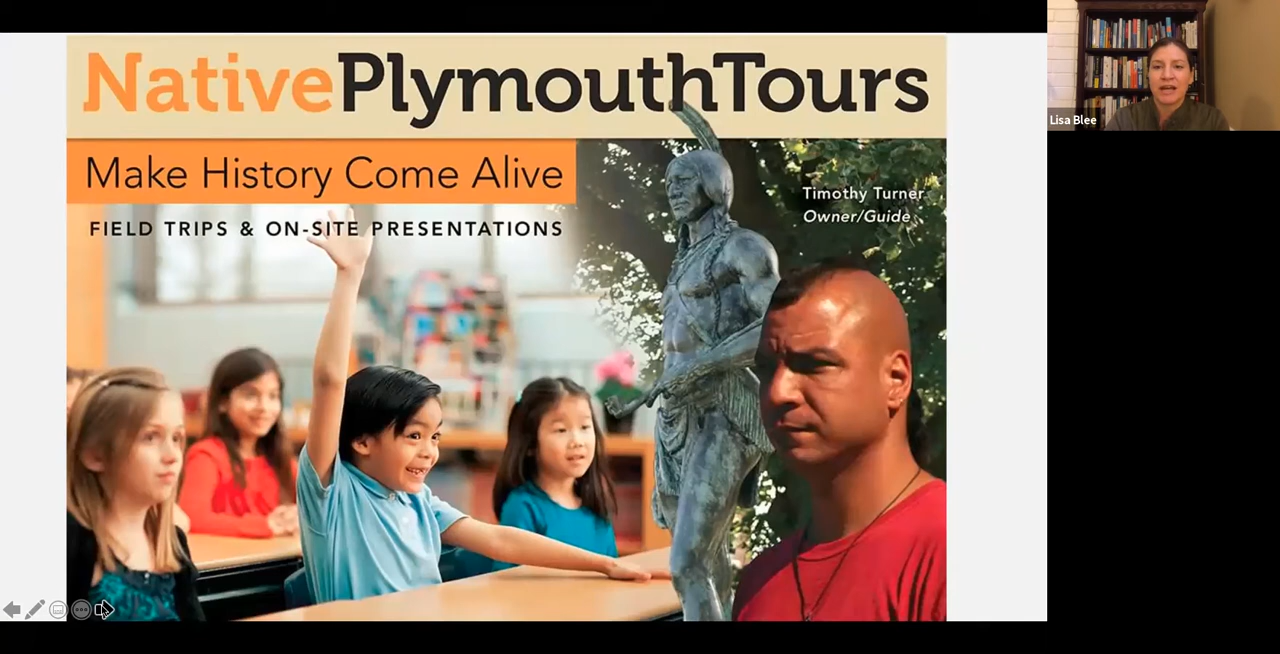 NativePlymouthTours
Make History Come Alive
FIELD TRIPS & ON-SITE PRESENTATIONS
Timothy Turner
Owner/Guide
Lisa Blee